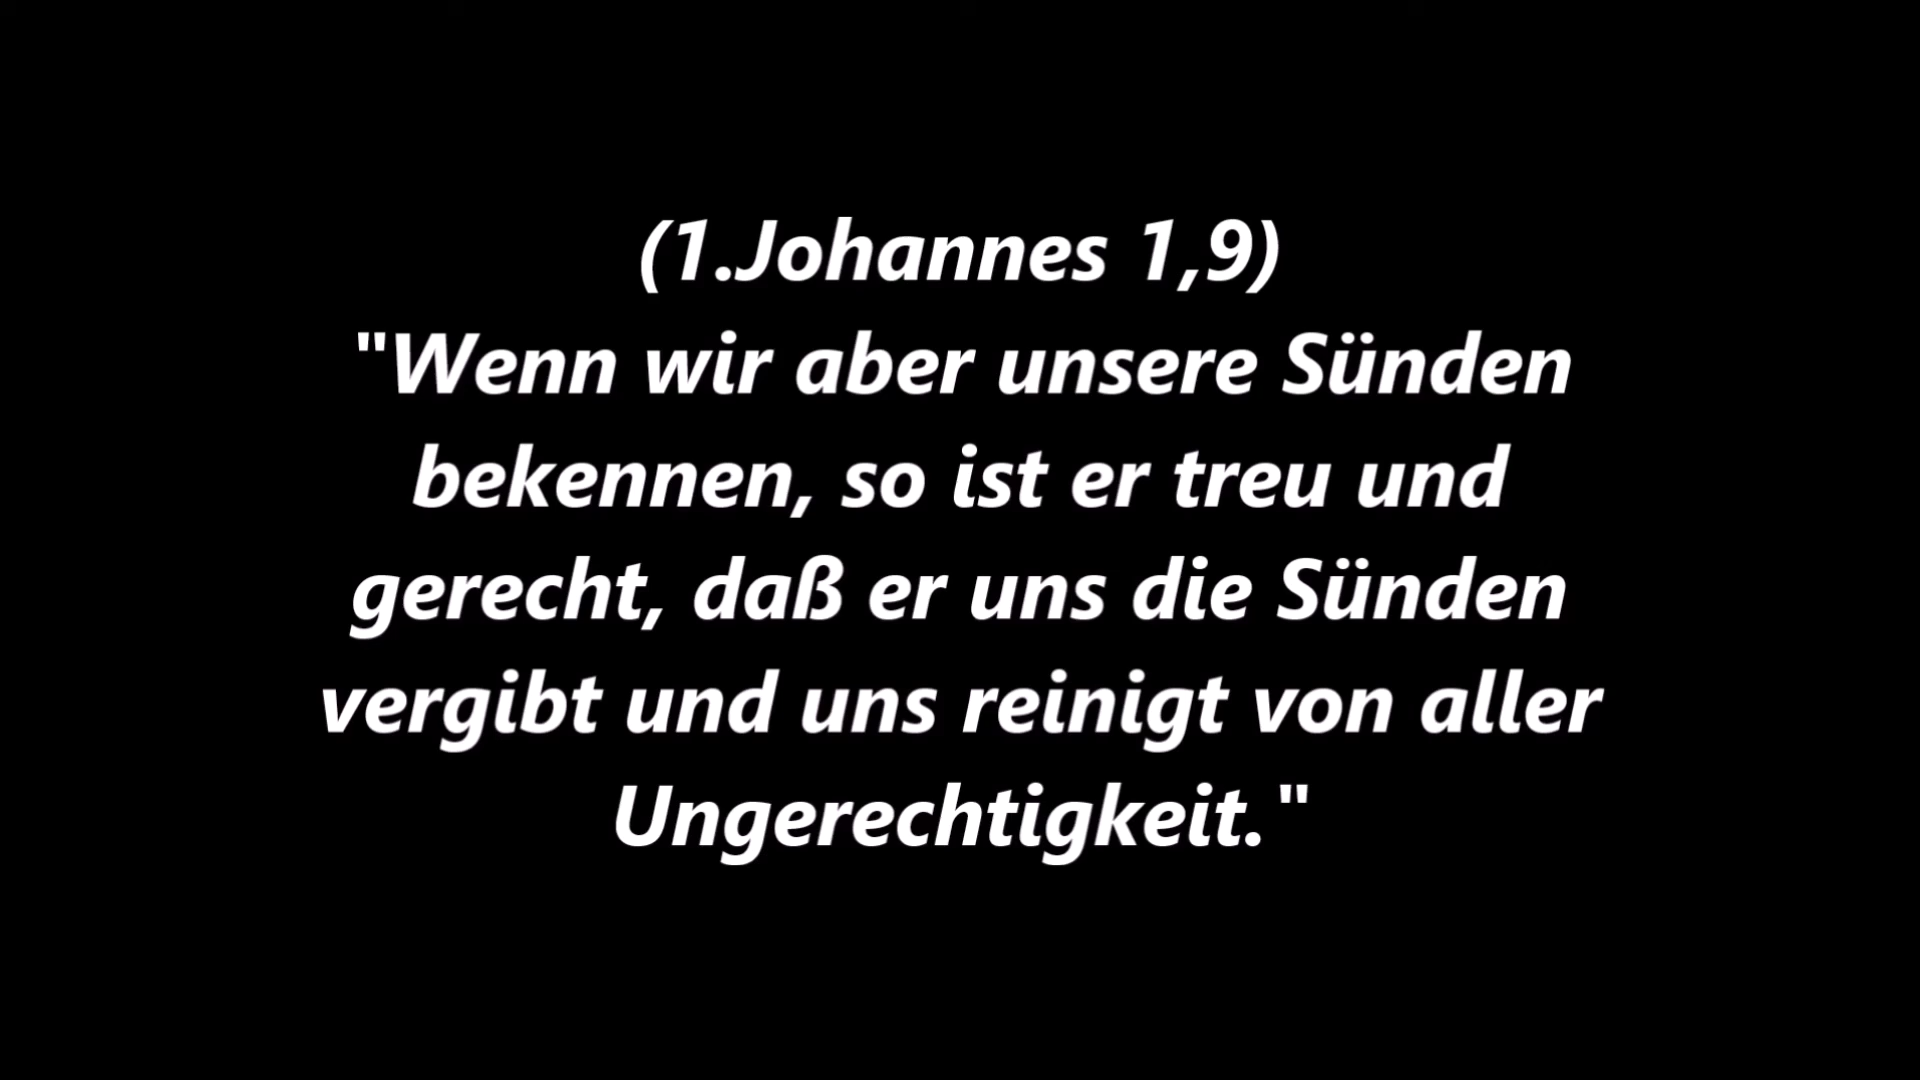 (1.Johannes 1,9)
"Wenn wir aber unsere Sünden
bekennen, so ist er treu und
gerecht, daß er uns die Sünden
vergibt und uns reinigt von aller
Ungerechtigkeit."